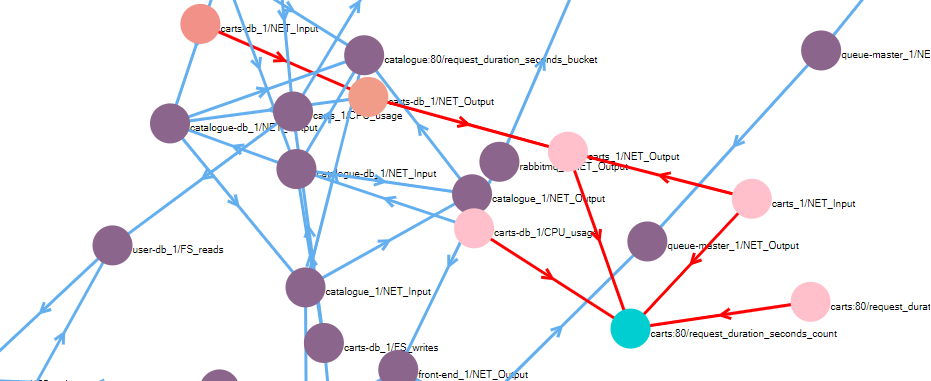 carts-db_1/NET_Input
catalogue:80/request_duration_seconds_bucket
queue-master_1/NE
carts-db_1/NET_Output
carts_1/CPU_usage
catalogue-db_1/NET_Output
carts_1/NET_Output
rabbitmq_1/NET_Output
catalogue-db_1/NET_Input
catalogue_1/NET_Output
carts_1/NET_Input
carts-db_1/CPU_usage
queue-master_1/NET_Output
user-db_1/FS_reads
catalogue_1/NET_Input
carts:80/request_durat
carts:80/request_duration_seconds_count
carts-db_1/FS_writes
front-end_1/NET_Output